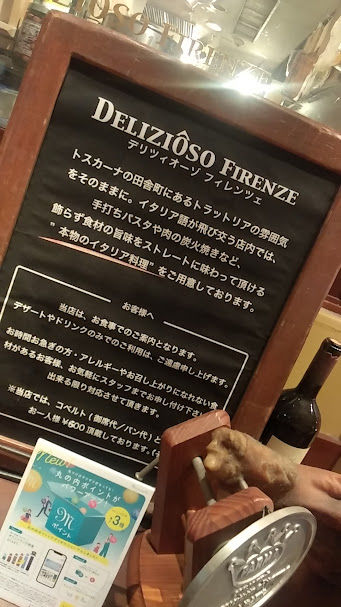 DELIZIÔSO FIRENZE
デリツィオーゾ フィレンツェ
トスカーナの田舎町にあるトラットリアの雰囲気
をそのままに。イタリア語が飛び交う店内では、
手打ちパスタや肉の炭火焼きなど、
飾らず食材の旨味をストレートに味わって頂ける
"本物のイタリア料理" をご用意しております。
お客様へ
当店は、お食事でのご案内となります。
デザートやドリンクのみでのご利用は、ご遠慮申し上げます。
お時間お急ぎの方・アレルギーやお召し上がりになれない食
材があるお客様、お気軽にスタッフまでお申し付け下さい
出来る限り対応させて頂きます。
※当店では、コペルト(御席代/パン代)と
お一人様 ¥600 頂戴しております。
New
丸の内ポイントが
パワーアップ
M
ポイント
3